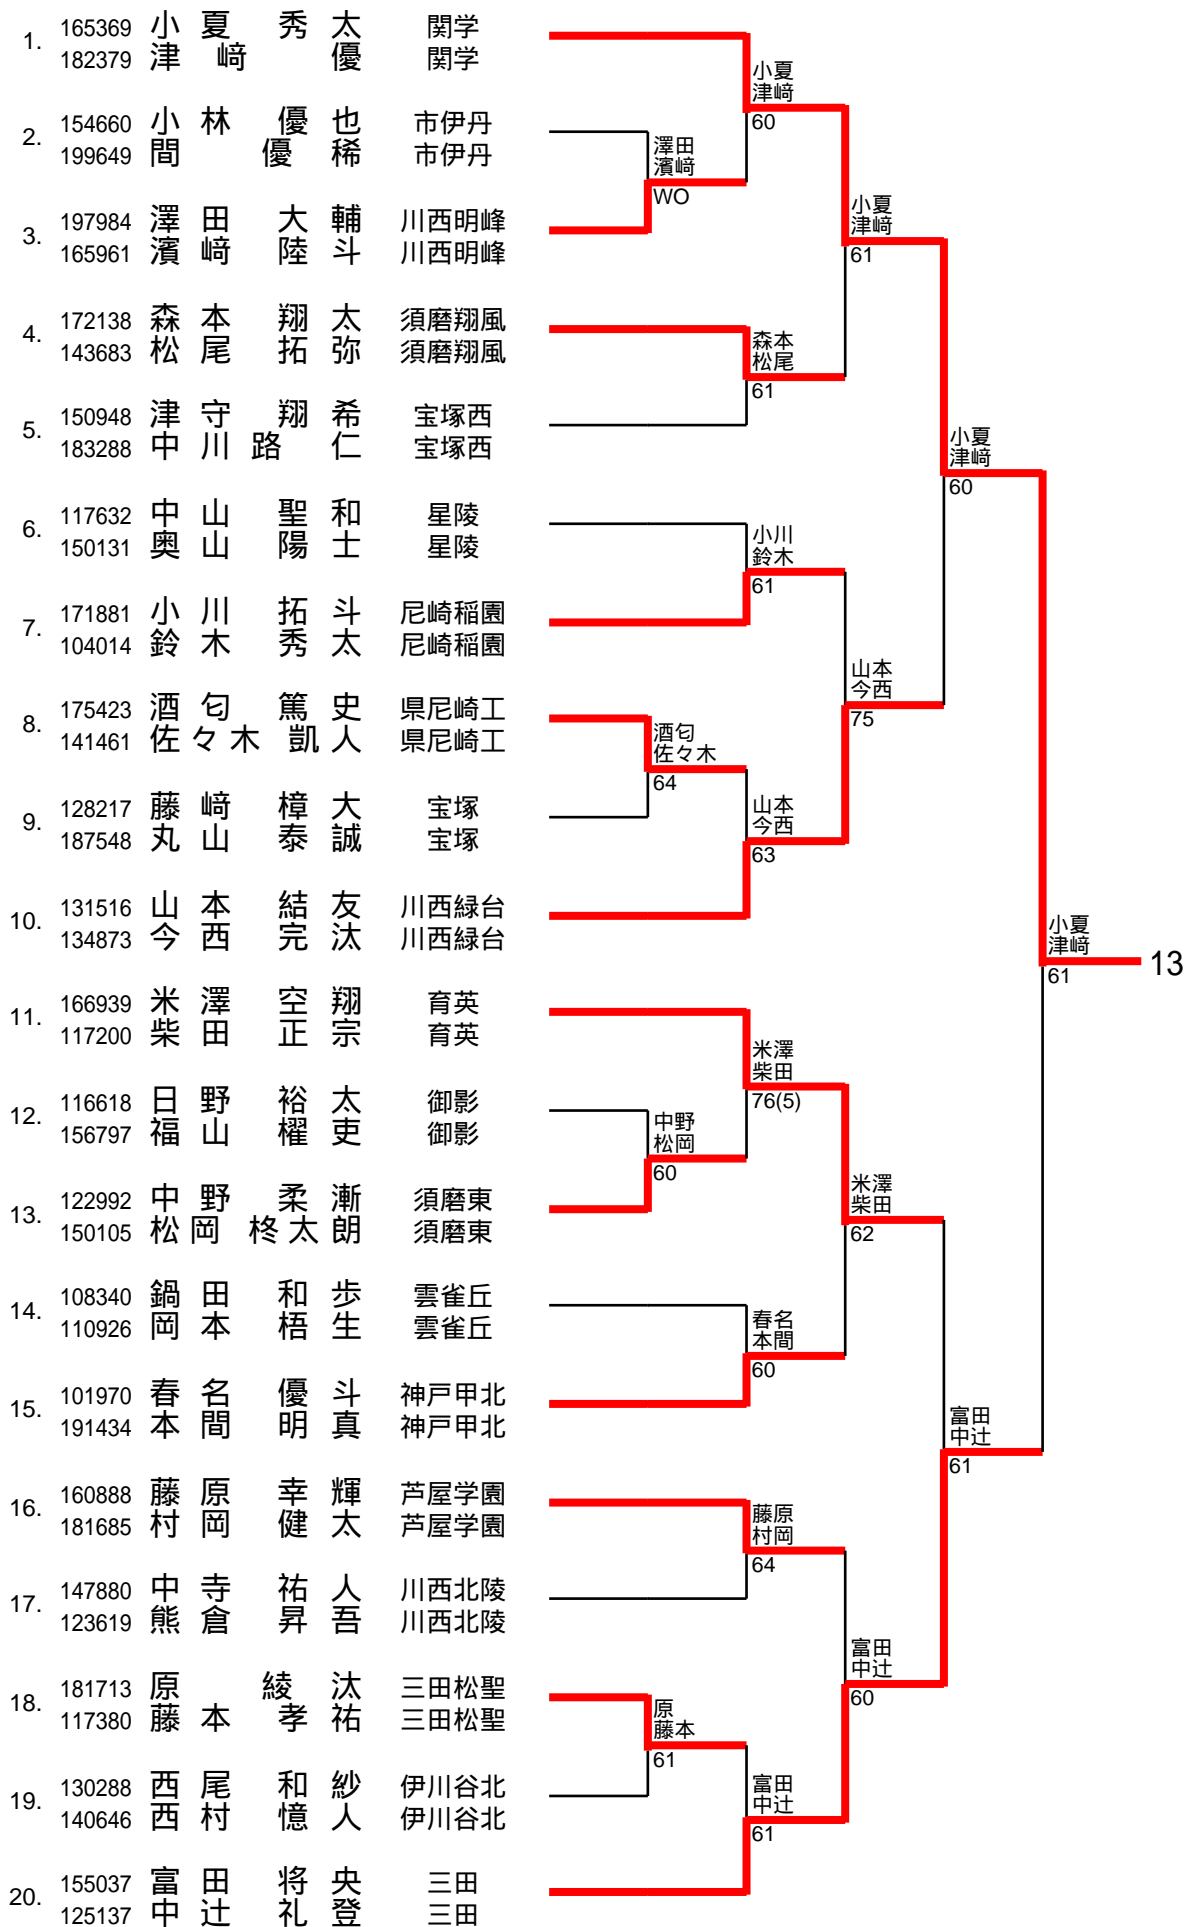 1. 165369 小夏 秀太 関学
182379 津﨑 優 関学
2. 154660 小林 優也 市伊丹
199649 間 優稀 市伊丹
3. 197984 澤田 大輔 川西明峰
165961 濱﨑 陸斗 川西明峰
4. 172138 森本 翔太 須磨翔風
143683 松尾 拓弥 須磨翔風
5. 150948 津守 翔希 宝塚西
183288 中川路 仁 宝塚西
6. 117632 中山 聖和 星陵
150131 奥山 陽士 星陵
7. 171881 小川 拓斗 尼崎稲園
104014 鈴木 秀太 尼崎稲園
8. 175423 酒匂 篤史 県尼崎工
141461 佐々木 凱人 県尼崎工
9. 128217 藤﨑 樟大 宝塚
187548 丸山 泰誠 宝塚
10. 131516 山本 結友 川西緑台
134873 今西 完汰 川西緑台
11. 166939 米澤 空翔 育英
117200 柴田 正宗 育英
12. 116618 日野 裕太 御影
156797 福山 櫂吏 御影
13. 122992 中野 柔漸 須磨東
150105 松岡 柊太朗 須磨東
14. 108340 鍋田 和歩 雲雀丘
110926 岡本 梧生 雲雀丘
15. 101970 春名 優斗 神戸甲北
191434 本間 明真 神戸甲北
16. 160888 藤原 幸輝 芦屋学園
181685 村岡 健太 芦屋学園
17. 147880 中寺 祐人 川西北陵
123619 熊倉 昇吾 川西北陵
18. 181713 原 綾汰 三田松聖
117380 藤本 孝祐 三田松聖
19. 130288 西尾 和紗 伊川谷北
140646 西村 憶人 伊川谷北
20. 155037 富田 将央 三田
125137 中辻 礼登 三田
澤田
濱﨑
WO
酒匂
佐々木
64
中野
松岡
60
原
藤本
61
小夏
津﨑
60
森本
松尾
61
小川
鈴木
61
山本
今西
63
米澤
柴田
76(5)
春名
本間
60
藤原
村岡
64
富田
中辻
61
小夏
津﨑
61
山本
今西
75
米澤
柴田
62
富田
中辻
60
小夏
津﨑
60
富田
中辻
61
小夏
津﨑
61
13